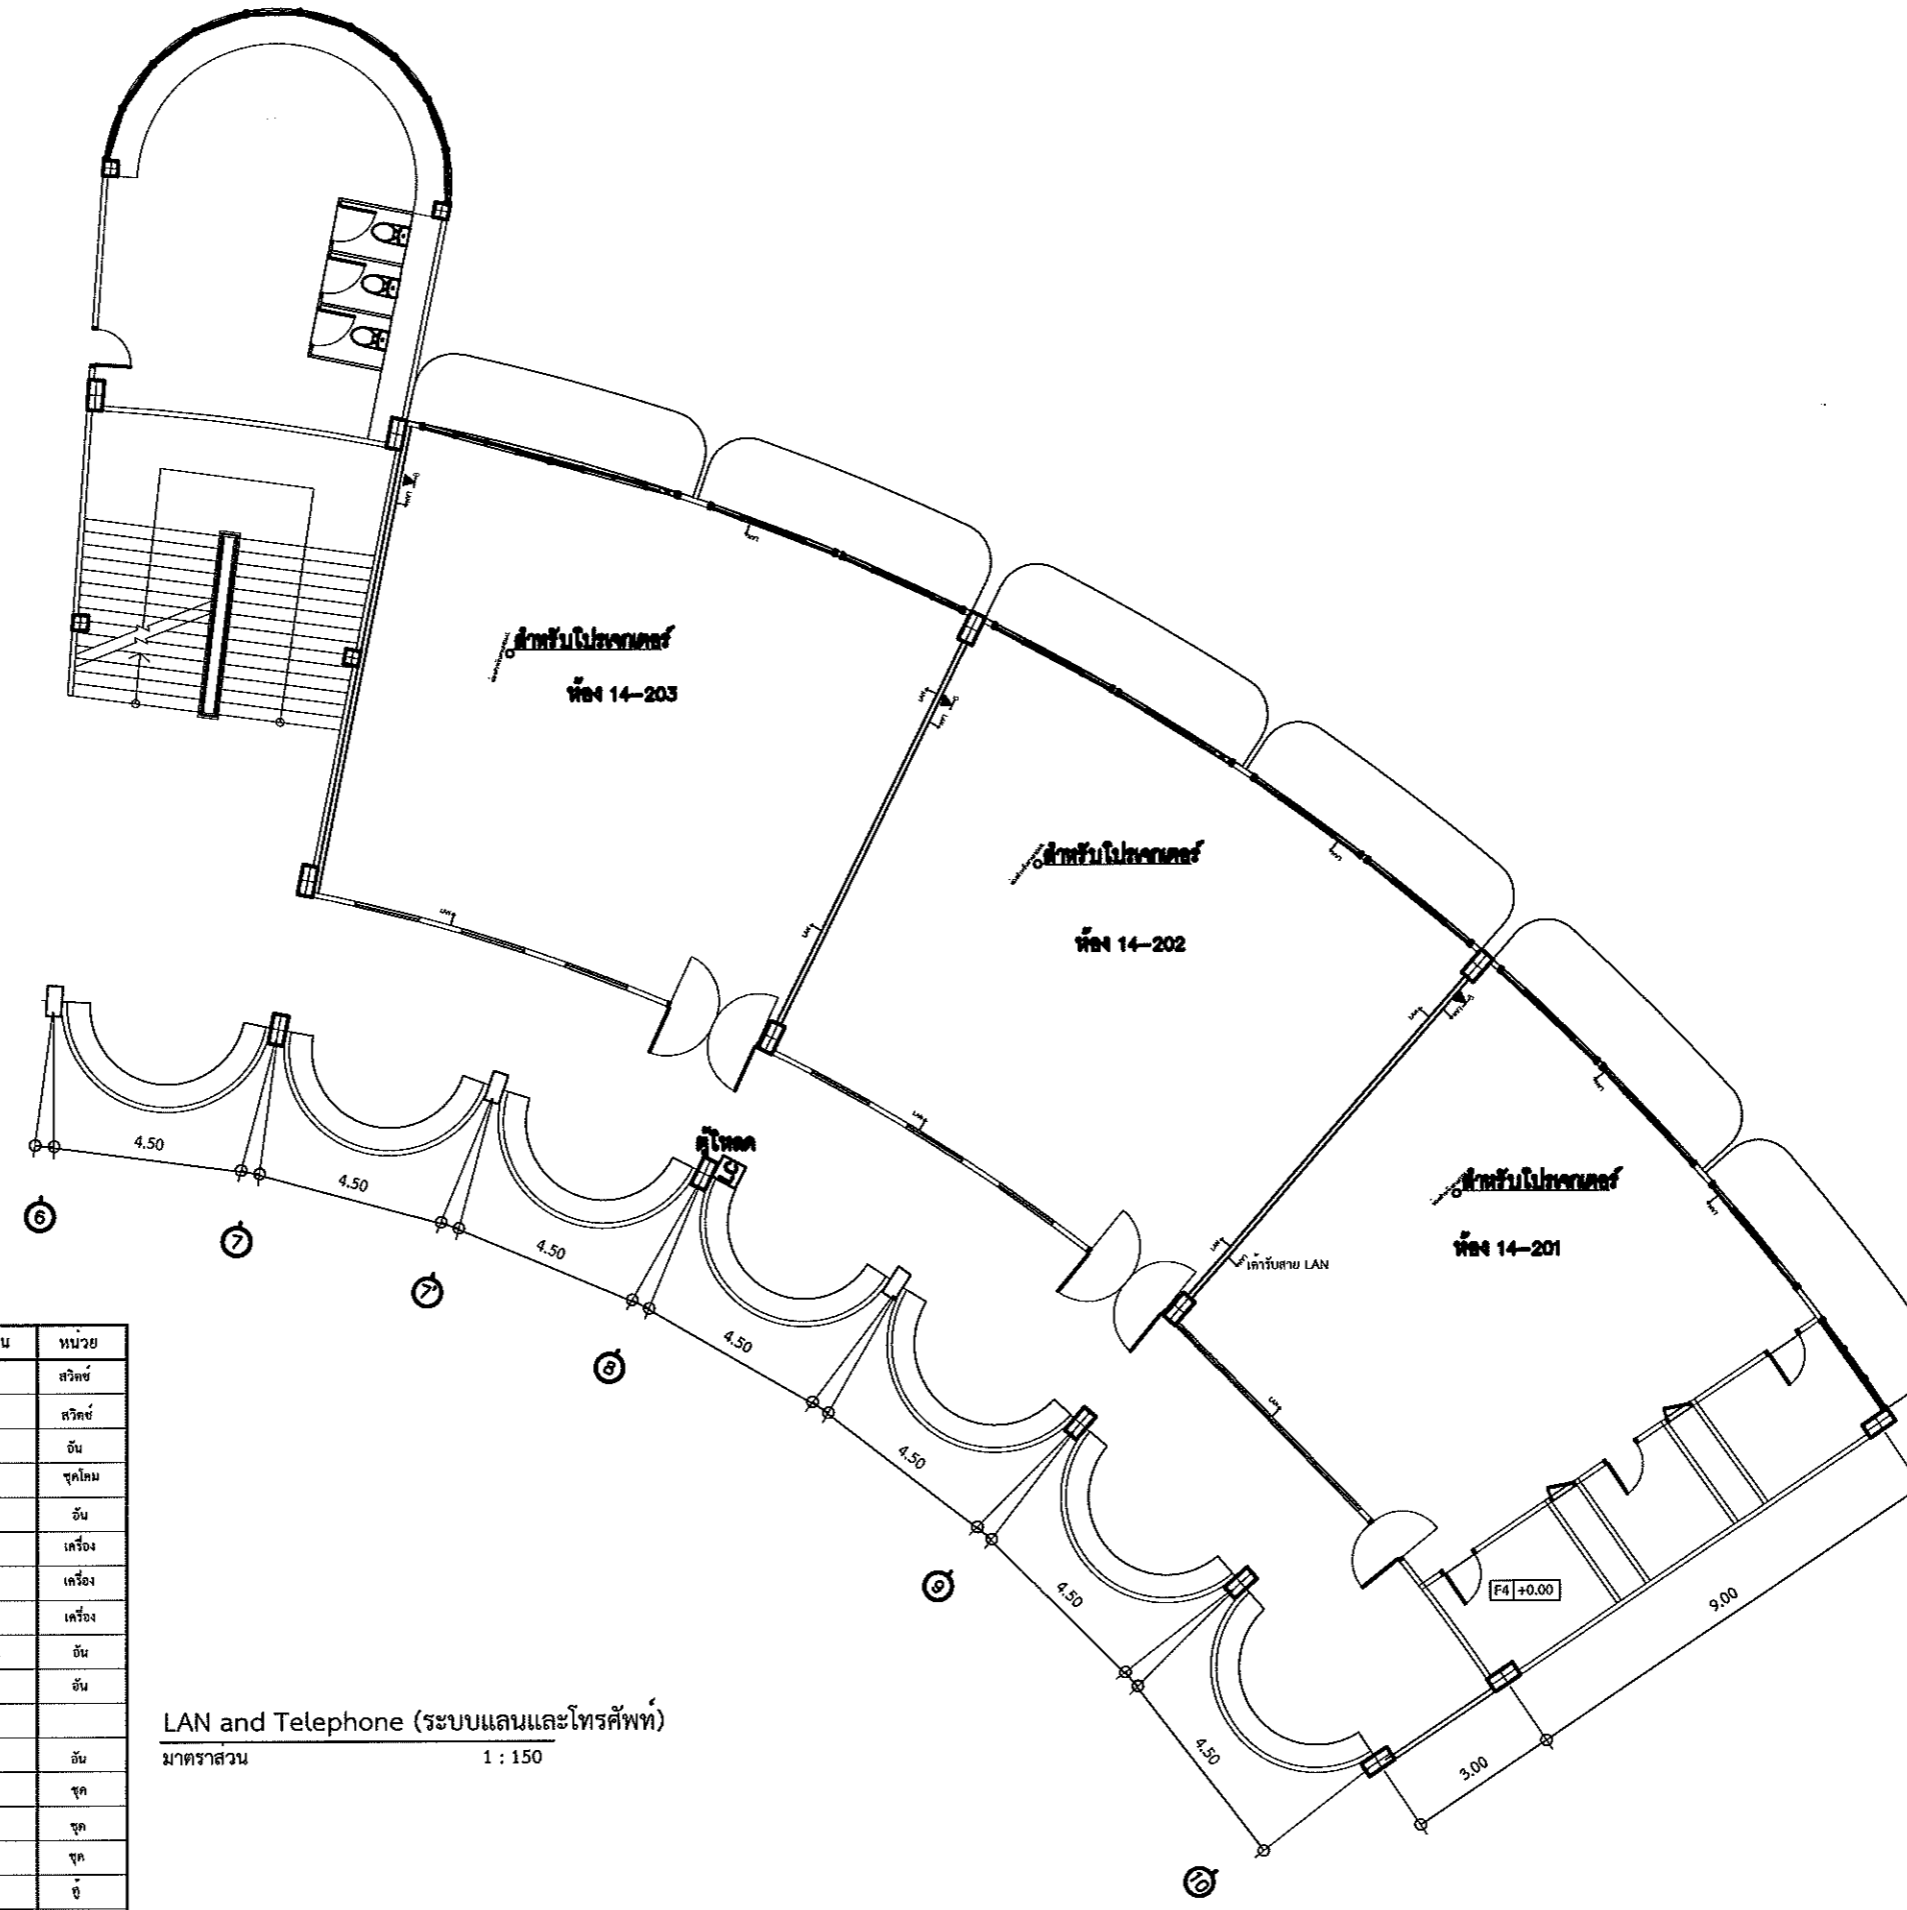 สำหรับโปรเจกเตอร์
ห้อง 14-203
สำหรับโปรเจกเตอร์
ห้อง 14-202
สำหรับโปรเจกเตอร์
ห้อง 14-201
เต้ารับสาย LAN
ตู้โหลด
LC
4.50
4.50
4.50
4.50
4.50
4.50
4.50
3.00
9.00
F4 +0.00
6
7
7'
8
9
10
น หน่วย
สวิตช์
สวิตช์
อัน
ชุดโคม
อัน
เครื่อง
เครื่อง
เครื่อง
อัน
อัน
อัน
ชุด
ชุด
ชุด
ตู้
LAN and Telephone (ระบบแลนและโทรศัพท์)
มาตราส่วน 1 : 150